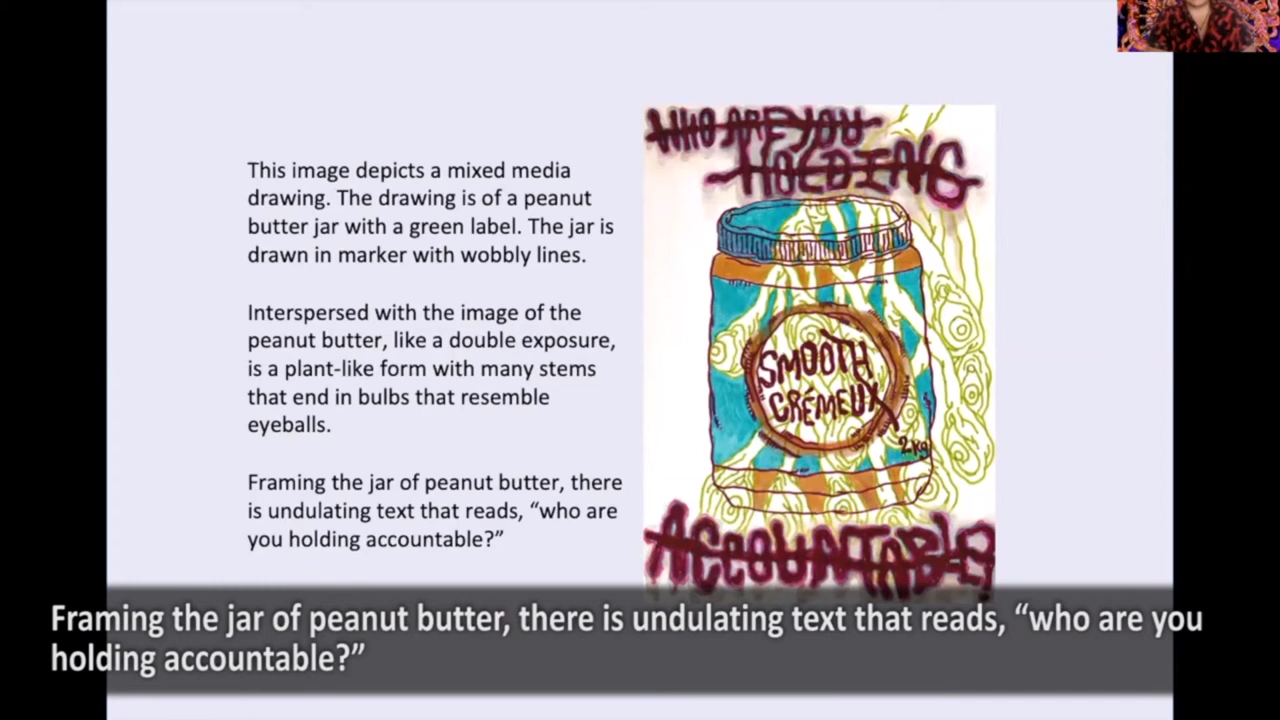 This image depicts a mixed media
drawing. The drawing is of a peanut
butter jar with a green label. The jar is
drawn in marker with wobbly lines.
Interspersed with the image of the
peanut butter, like a double exposure,
is a plant-like form with many stems
that end in bulbs that resemble
eyeballs.
Framing the jar of peanut butter, there
is undulating text that reads, “who are
you holding accountable?”
WHO ARE YOU
HOLDING
SMOOTH
CRÉMEUX
2kg
ACCOUNTABLE?
Framing the jar of peanut butter, there is undulating text that reads, “who are you
holding accountable?”